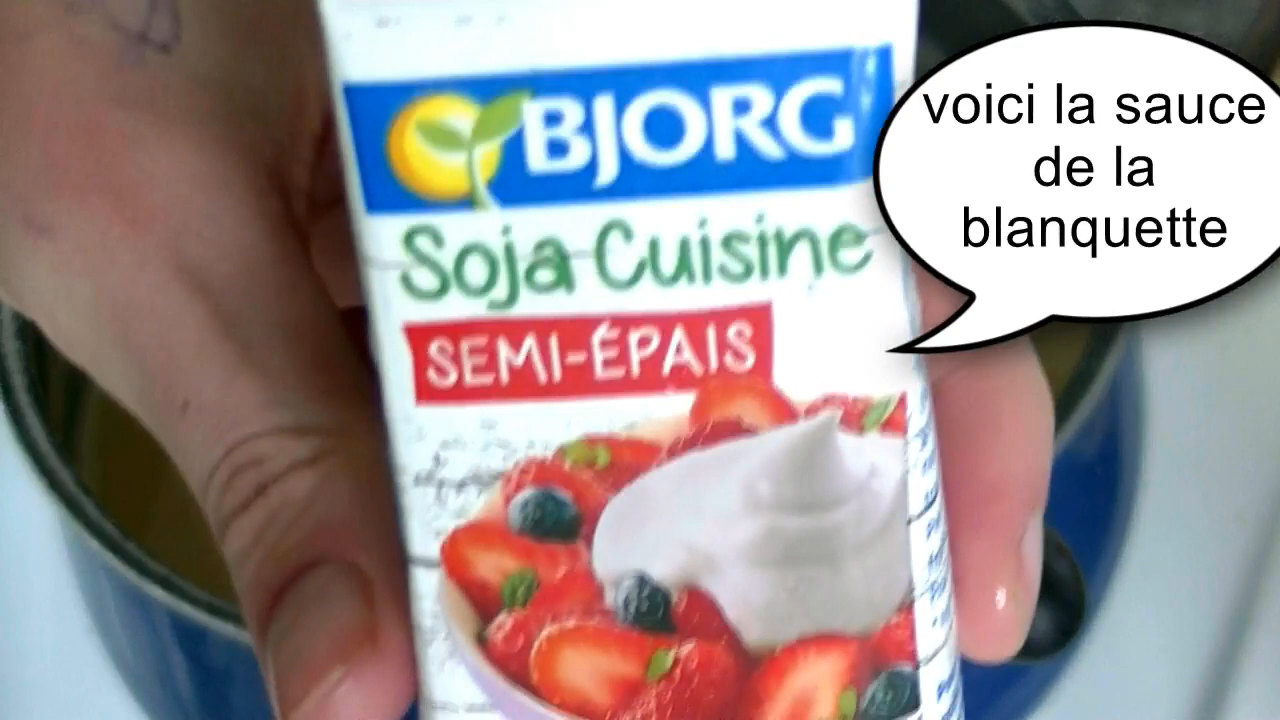 BJORG
Soja Cuisine
SEMI-ÉPAIS
voici la sauce
de la
blanquette